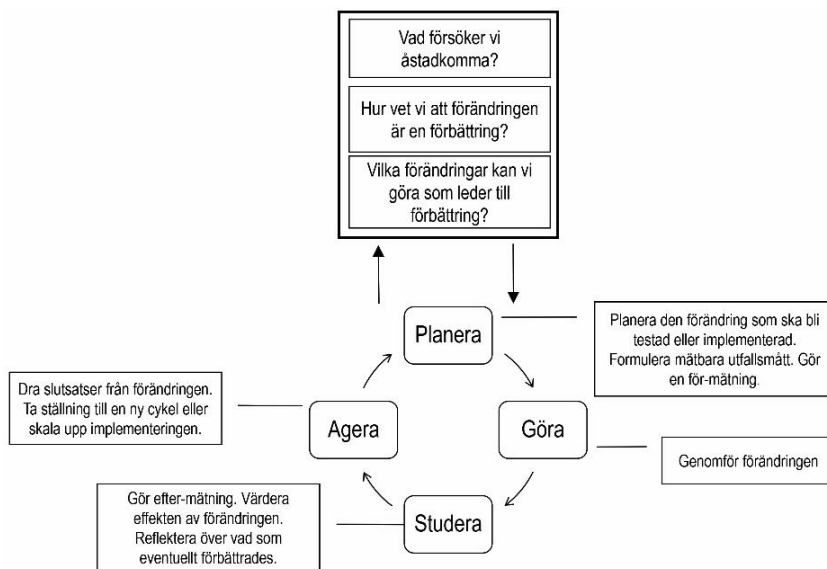 Vad försöker vi
åstadkomma?
Hur vet vi att förändringen
är en förbättring?
Vilka förändringar kan vi
göra som leder till
förbättring?
Planera
Planera den förändring som ska bli
testad eller implementerad.
Formulera mätbara utfallsmått. Gör
en för-mätning.
Dra slutsatser från förändringen.
Ta ställning till en ny cykel eller
skala upp implementeringen.
Agera
Göra
Genomför förändringen
Gör efter-mätning. Värdera
effekten av förändringen.
Reflektera över vad som
eventuellt förbättrades.
Studera